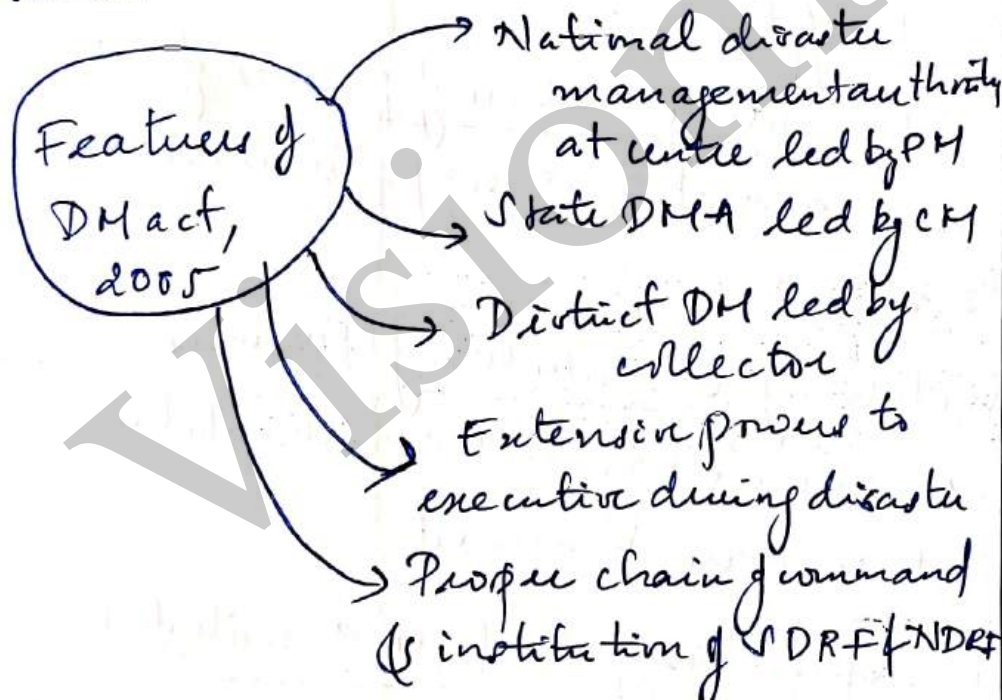 Features of
DM act,
2005
National disaster
management authority
at centre led by PM
State DMA led by CM
District DM led by
collector
Extensive powers to
executive during disaster
Proper chain of command
& institution of SDRF & NDRF
Vision